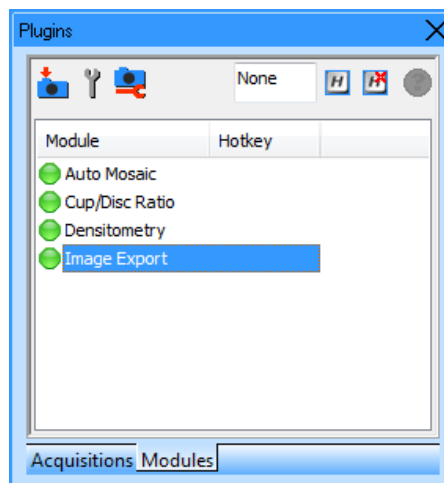 Plugins
None
H H
Module Hotkey
Auto Mosaic
Cup/Disc Ratio
Densitometry
Image Export
Acquisitions Modules